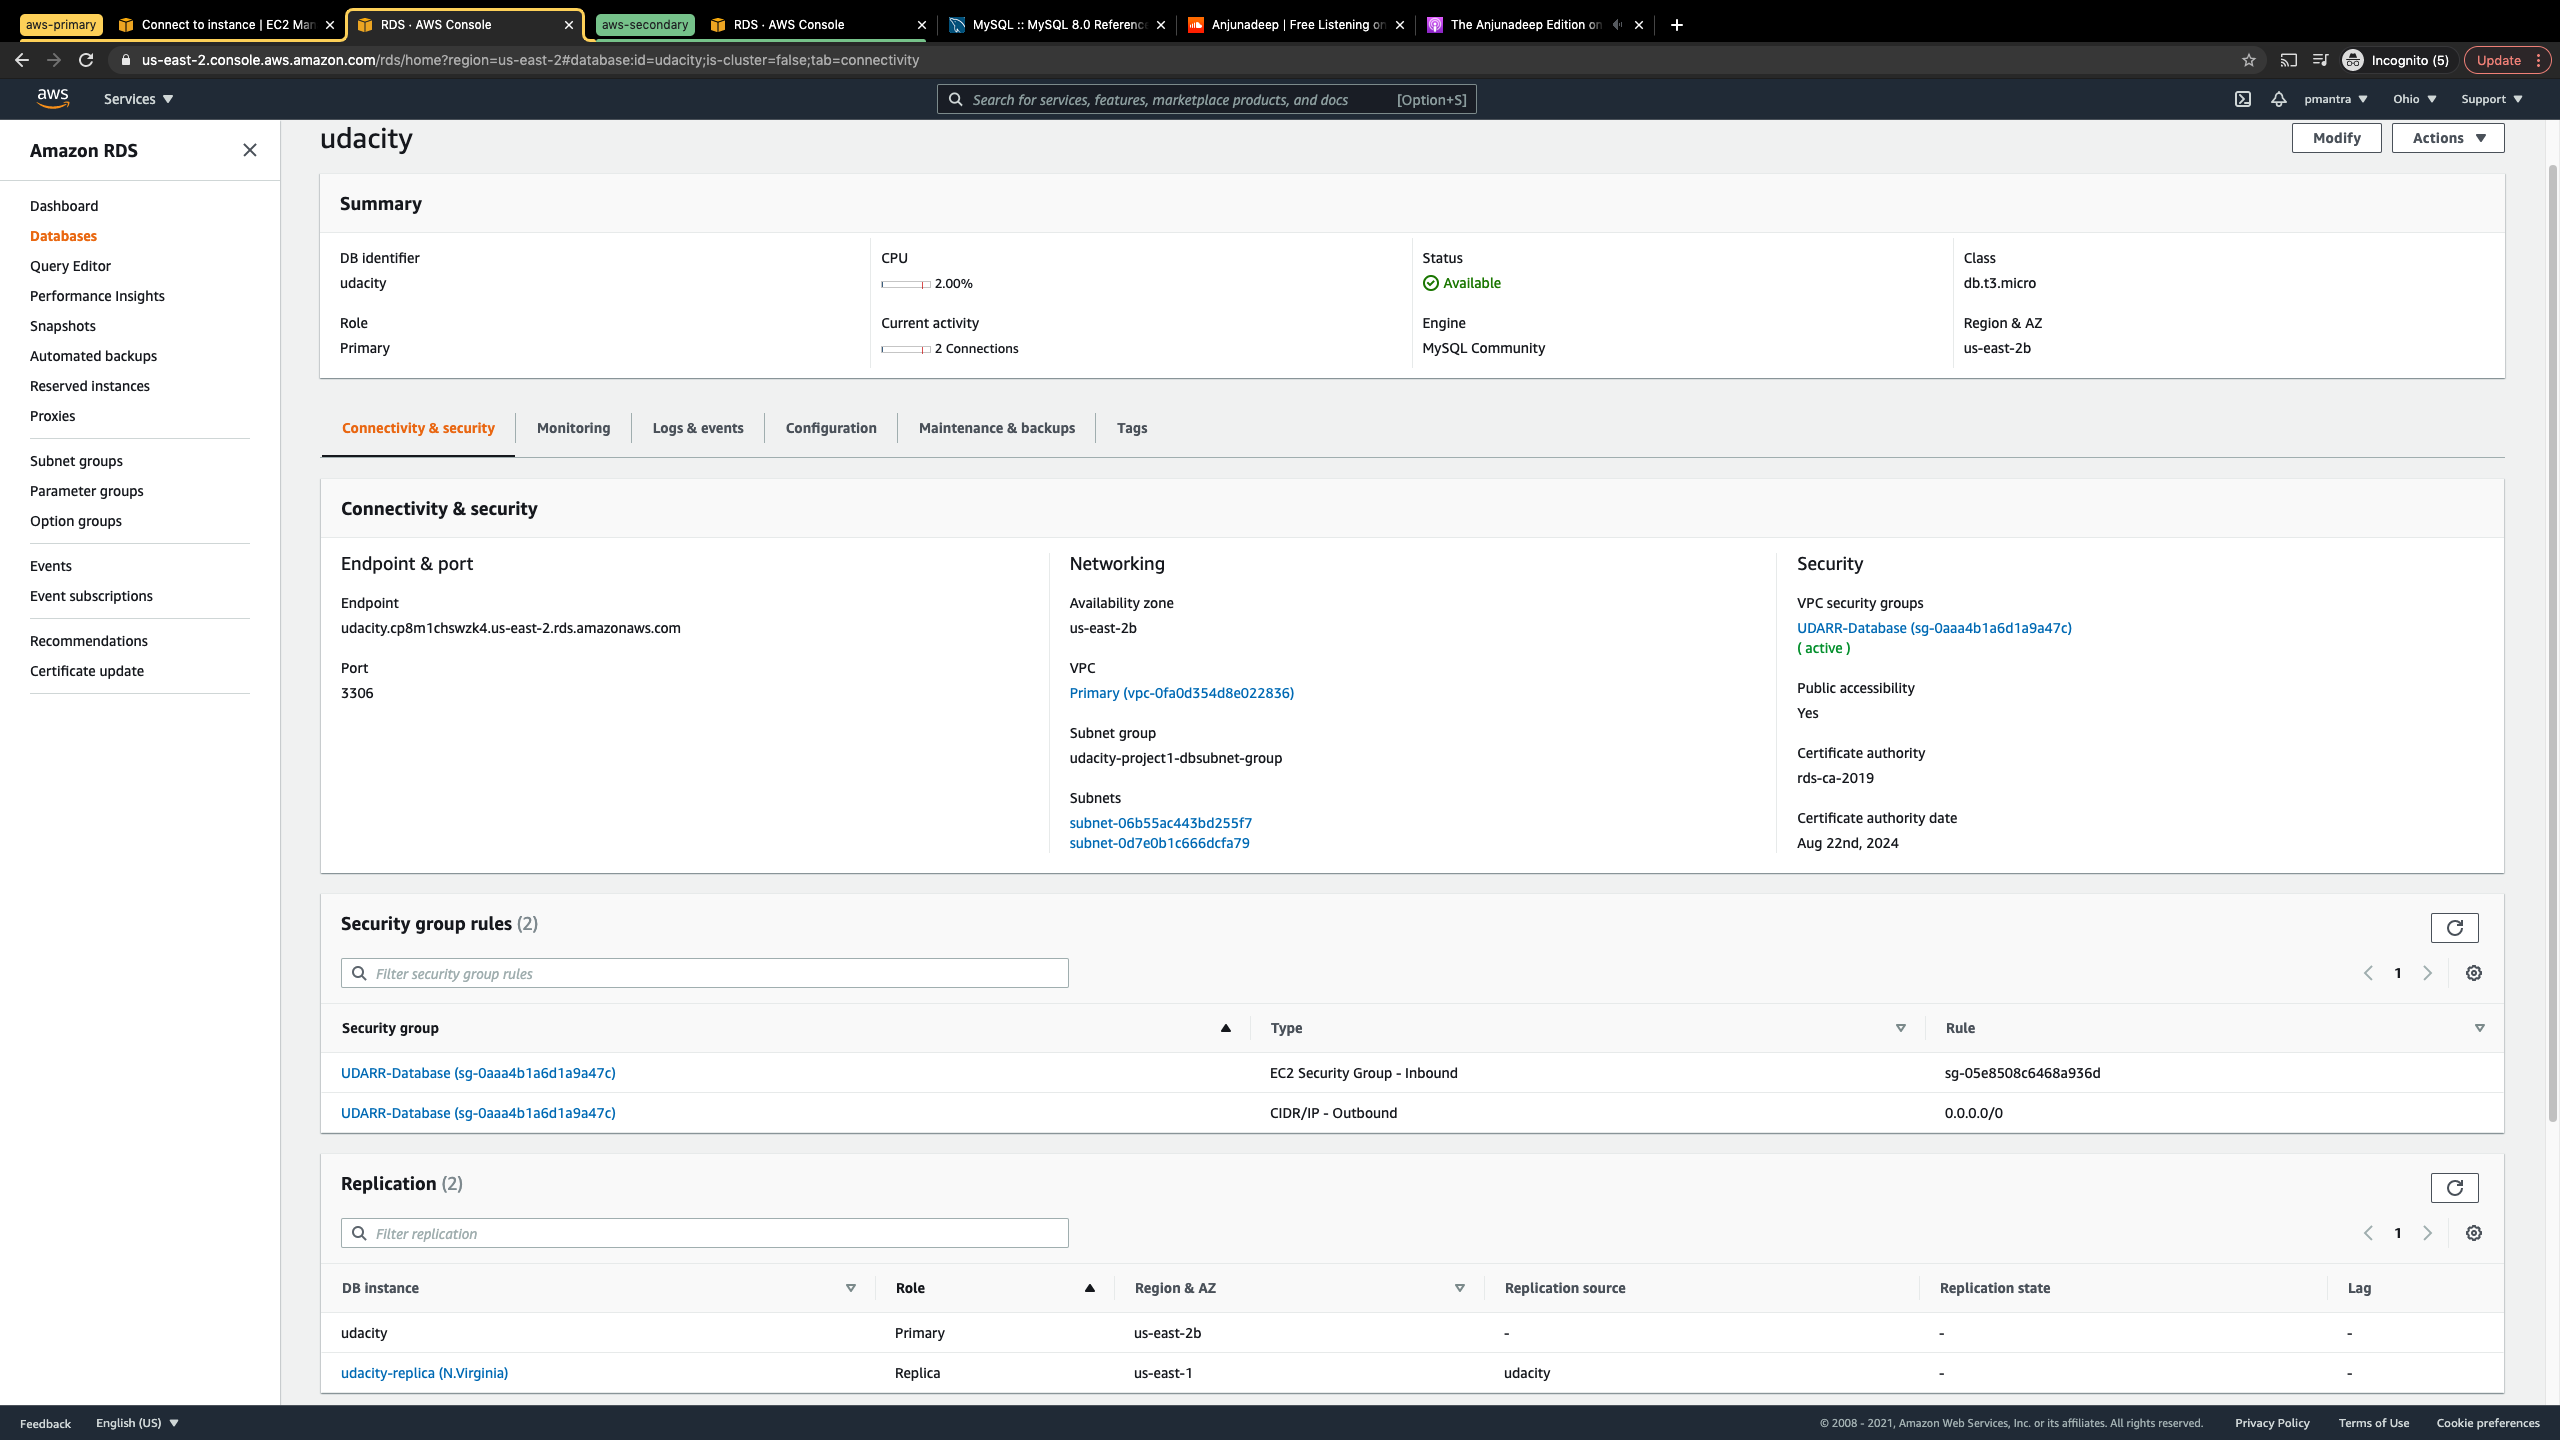 aws-primary
Connect to instance | EC2 Man
RDS · AWS Console
aws-secondary
RDS · AWS Console
MySQL :: MySQL 8.0 Referenc
Anjunadeep | Free Listening on
The Anjunadeep Edition on
us-east-2.console.aws.amazon.com/rds/home?region=us-east-2#database:id=udacity;is-cluster=false;tab=connectivity
Incognito (5)
Update
aws
Services
Search for services, features, marketplace products, and docs
[Option+S]
pmantra
Ohio
Support
Amazon RDS
Dashboard
Databases
Query Editor
Performance Insights
Snapshots
Automated backups
Reserved instances
Proxies
Subnet groups
Parameter groups
Option groups
Events
Event subscriptions
Recommendations
Certificate update
udacity
Modify
Actions
Summary
DB identifier
udacity
CPU
2.00%
Status
Available
Class
db.t3.micro
Role
Primary
Current activity
2 Connections
Engine
MySQL Community
Region & AZ
us-east-2b
Connectivity & security
Monitoring
Logs & events
Configuration
Maintenance & backups
Tags
Connectivity & security
Endpoint & port
Endpoint
udacity.cp8m1chswzk4.us-east-2.rds.amazonaws.com
Port
3306
Networking
Availability zone
us-east-2b
VPC
Primary (vpc-0fa0d354d8e022836)
Subnet group
udacity-project1-dbsubnet-group
Subnets
subnet-06b55ac443bd255f7
subnet-0d7e0b1c666dcfa79
Security
VPC security groups
UDARR-Database (sg-0aaa4b1a6d1a9a47c)
( active )
Public accessibility
Yes
Certificate authority
rds-ca-2019
Certificate authority date
Aug 22nd, 2024
Security group rules (2)
Filter security group rules
1
Security group
Type
Rule
UDARR-Database (sg-0aaa4b1a6d1a9a47c)
EC2 Security Group - Inbound
sg-05e8508c6468a936d
UDARR-Database (sg-0aaa4b1a6d1a9a47c)
CIDR/IP - Outbound
0.0.0.0/0
Replication (2)
Filter replication
1
DB instance
Role
Region & AZ
Replication source
Replication state
Lag
udacity
Primary
us-east-2b
-
-
-
udacity-replica (N.Virginia)
Replica
us-east-1
udacity
-
-
Feedback
English (US)
© 2008 - 2021, Amazon Web Services, Inc. or its affiliates. All rights reserved.
Privacy Policy
Terms of Use
Cookie preferences